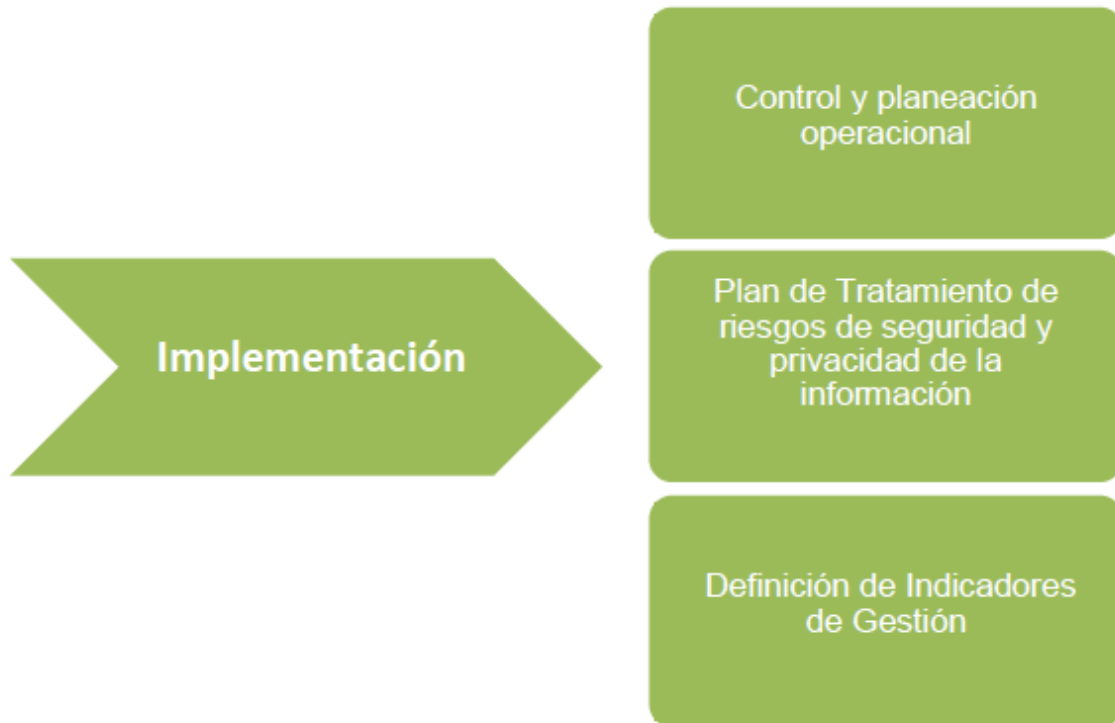 Control y planeación
operacional
Implementación
Plan de Tratamiento de
riesgos de seguridad y
privacidad de la
información
Definición de Indicadores
de Gestión